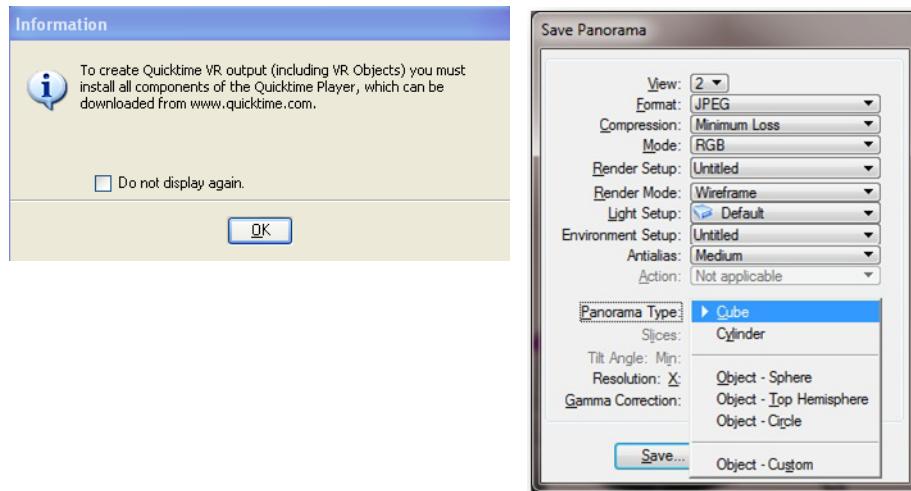 Information
To create Quicktime VR output (including VR Objects) you must
install all components of the Quicktime Player, which can be
downloaded from www.quicktime.com.
Do not display again.
OK
Save Panorama
View: 2
Format: JPEG
Compression: Minimum Loss
Mode: RGB
Render Setup: Untitled
Render Mode: Wireframe
Light Setup: Default
Environment Setup: Untitled
Antialias: Medium
Action: Not applicable
Panorama Type: Cube
Slices: Cylinder
Tilt Angle: Min:
Resolution: X: Object - Sphere
Gamma Correction: Object - Top Hemisphere
Object - Circle
Save... Object - Custom